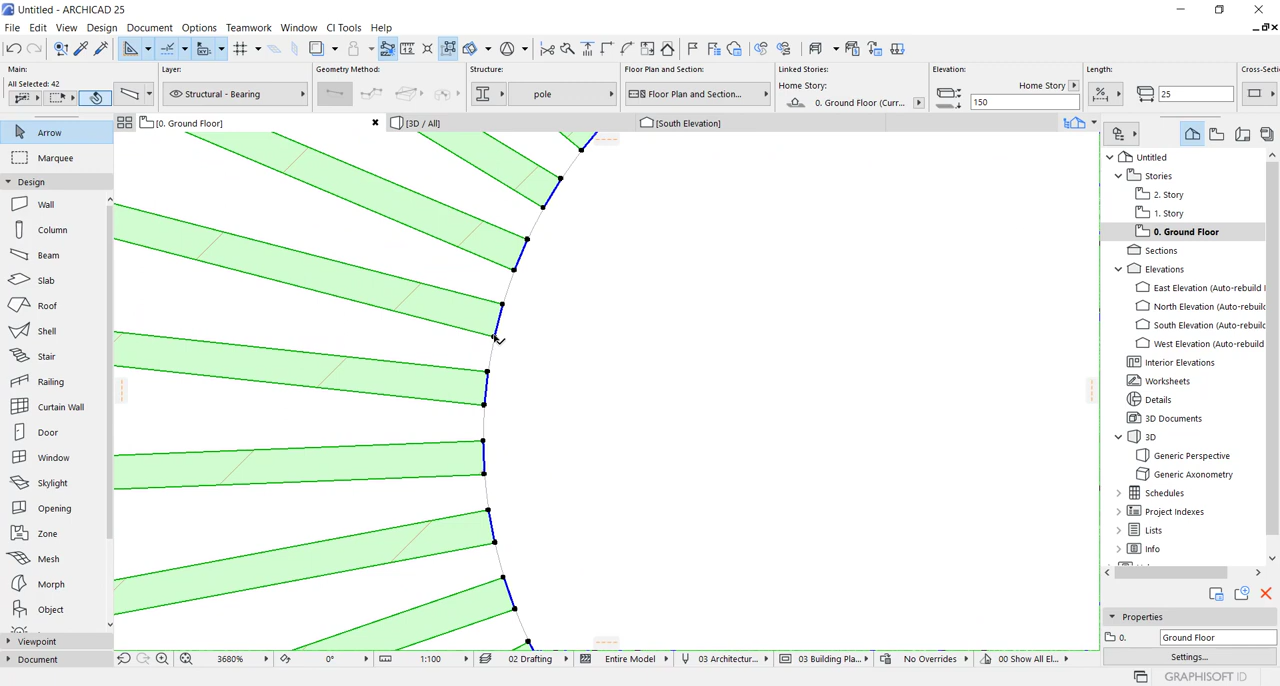 Untitled - ARCHICAD 25
File Edit View Design Document Options Teamwork Window CI Tools Help
Main:
All Selected: 42
Layer:
Structural - Bearing
Geometry Method:
Structure:
pole
Floor Plan and Section:
Floor Plan and Section...
Linked Stories:
Home Story:
0. Ground Floor (Curr...
Elevation:
Home Story
150
Length:
%
25
Cross-Secti
[0. Ground Floor]
[3D / All]
[South Elevation]
Arrow
Marquee
Design
Wall
Column
Beam
Slab
Roof
Shell
Stair
Railing
Curtain Wall
Door
Window
Skylight
Opening
Zone
Mesh
Morph
Object
Viewpoint
Document
Untitled
Stories
2. Story
1. Story
0. Ground Floor
Sections
Elevations
East Elevation (Auto-rebuild
North Elevation (Auto-rebuil
South Elevation (Auto-rebuil
West Elevation (Auto-rebuild
Interior Elevations
Worksheets
Details
3D Documents
3D
Generic Perspective
Generic Axonometry
Schedules
Project Indexes
Lists
Info
Properties
0.
Ground Floor
Settings...
3680%
0°
1:100
02 Drafting
Entire Model
03 Architectur...
03 Building Pla...
No Overrides
00 Show All El...
GRAPHISOFT ID